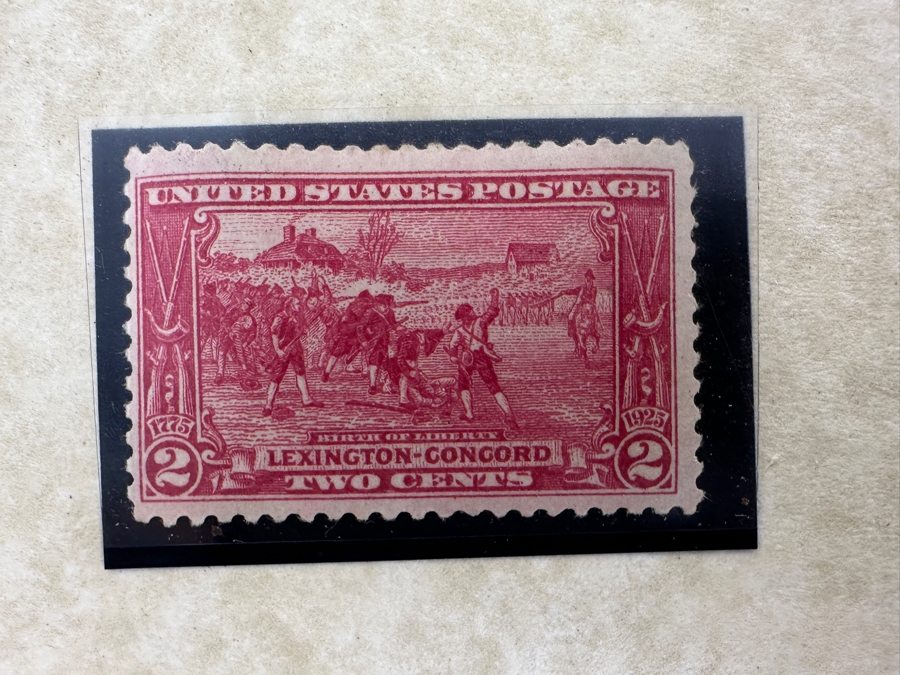 UNITED STATES POSTAGE
1775 1925
BIRTH OF LIBERTY
2 LEXINGTON-CONCORD 2
TWO CENTS